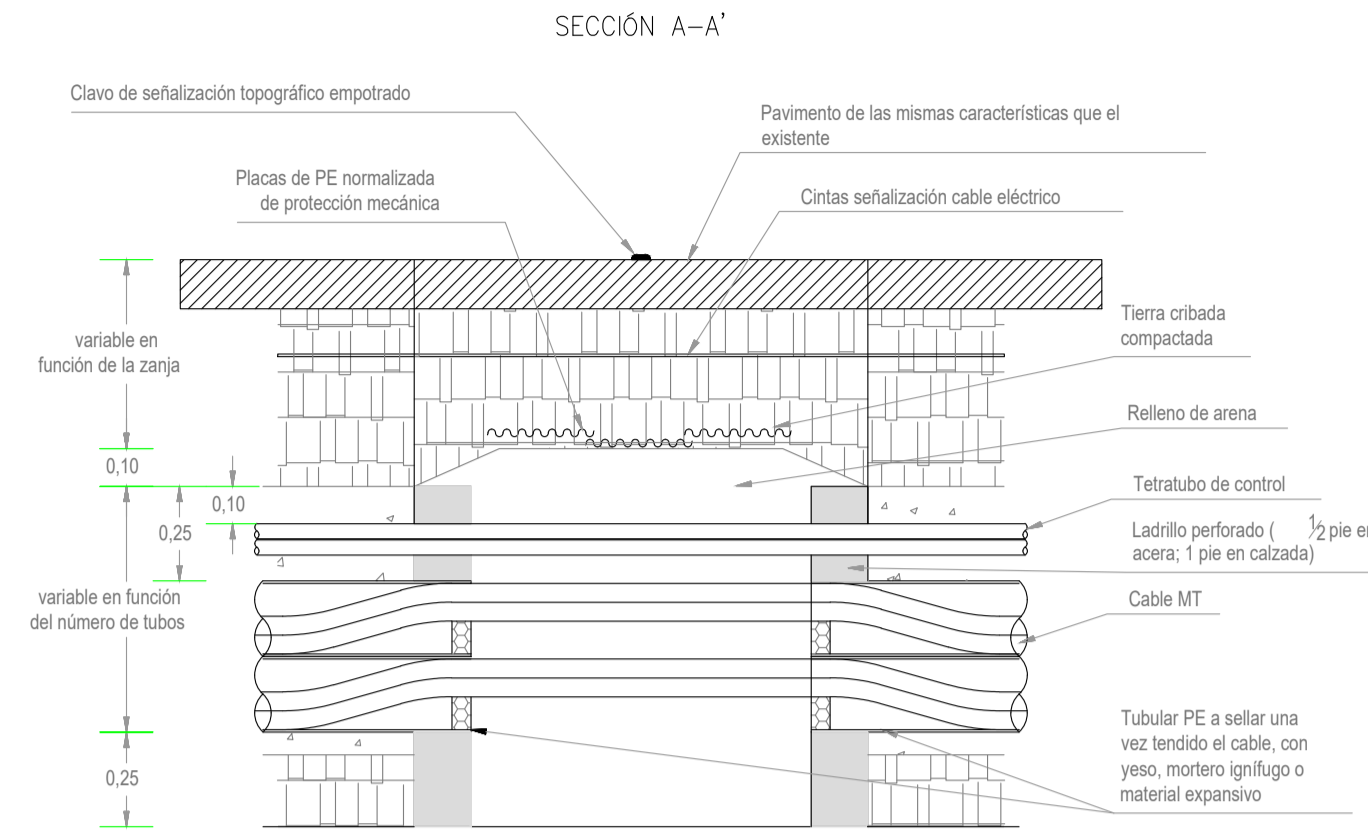 SECCIÓN A–A'
Clavo de señalización topográfico empotrado
Pavimento de las mismas características que el
existente
Placas de PE normalizada
de protección mecánica
Cintas señalización cable eléctrico
Tierra cribada
compactada
variable en
función de la zanja
Relleno de arena
0,10
0,10
0,25
Tetratubo de control
Ladrillo perforado ( ½ pie en
acera; 1 pie en calzada)
variable en función
del número de tubos
Cable MT
Tubular PE a sellar una
vez tendido el cable, con
yeso, mortero ignífugo o
material expansivo
0,25